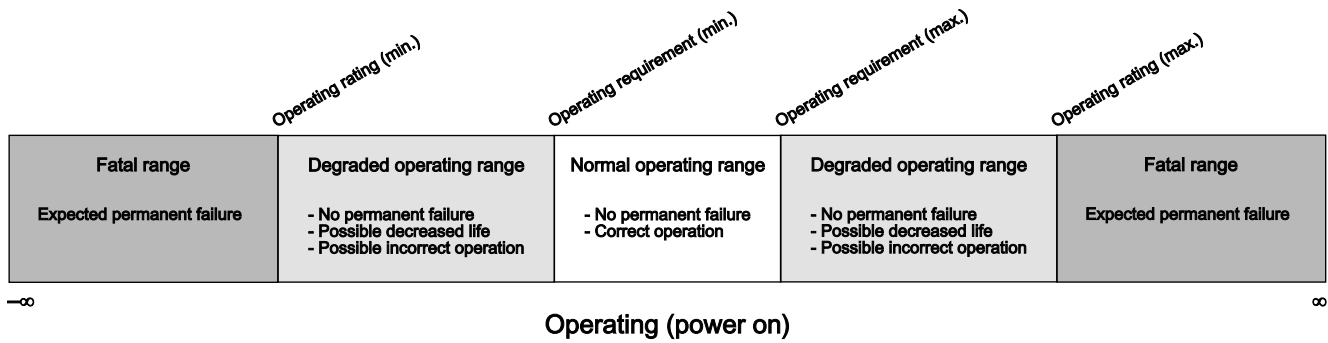 Operating rating (min.)
Operating requirement (min.)
Operating requirement (max.)
Operating rating (max.)
Fatal range
Expected permanent failure
Degraded operating range
- No permanent failure
- Possible decreased life
- Possible incorrect operation
Normal operating range
- No permanent failure
- Correct operation
Degraded operating range
- No permanent failure
- Possible decreased life
- Possible incorrect operation
Fatal range
Expected permanent failure
–∞
∞
Operating (power on)